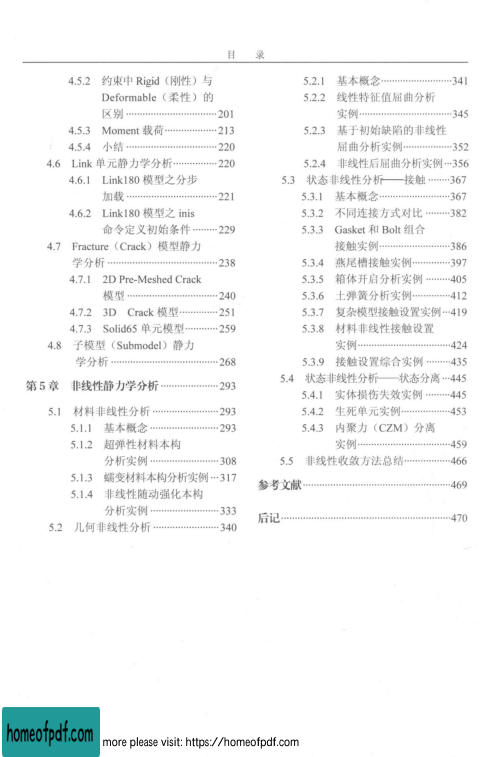 目 录
4.5.2 约束中 Rigid（刚性）与
Deformable（柔性）的
区别························201
4.5.3 Moment 载荷·················213
4.5.4 小结·························220
4.6 Link 单元静力学分析··············220
4.6.1 Link180 模型之分步
加载·························221
4.6.2 Link180 模型之 inis
命令定义初始条件·········229
4.7 Fracture（Crack）模型静力
学分析·····························238
4.7.1 2D Pre-Meshed Crack
模型·························240
4.7.2 3D Crack 模型·············251
4.7.3 Solid65 单元模型···········259
4.8 子模型（Submodel）静力
学分析·····························268
第 5 章 非线性静力学分析··················293
5.1 材料非线性分析····················293
5.1.1 基本概念····················293
5.1.2 超弹性材料本构
分析实例····················308
5.1.3 蠕变材料本构分析实例···317
5.1.4 非线性随动强化本构
分析实例····················333
5.2 几何非线性分析····················340
5.2.1 基本概念····················341
5.2.2 线性特征值屈曲分析
实例·························345
5.2.3 基于初始缺陷的非线性
屈曲分析实例···············352
5.2.4 非线性后屈曲分析实例···356
5.3 状态非线性分析——接触········367
5.3.1 基本概念····················367
5.3.2 不同连接方式对比·········382
5.3.3 Gasket 和 Bolt 组合
接触实例····················386
5.3.4 燕尾槽接触实例············397
5.3.5 箱体开启分析实例·········405
5.3.6 土弹簧分析实例············412
5.3.7 复杂模型接触设置实例···419
5.3.8 材料非线性接触设置
实例·························424
5.3.9 接触设置综合实例·········435
5.4 状态非线性分析——状态分离···445
5.4.1 实体损伤失效实例·········445
5.4.2 生死单元实例···············453
5.4.3 内聚力（CZM）分离
实例·························459
5.5 非线性收敛方法总结···············466
参考文献·······································469
后记·············································470
homeofpdf.com
more please visit: https://homeofpdf.com